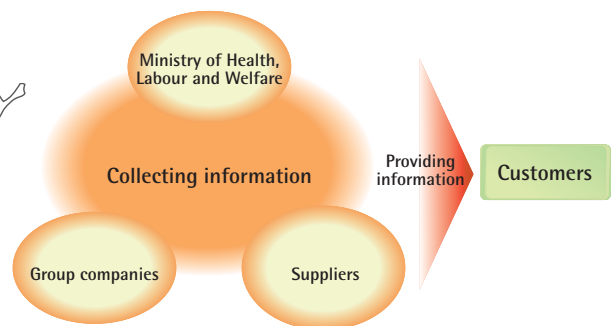 Ministry of Health,
Labour and Welfare
Collecting information
Group companies
Suppliers
Providing
information
Customers